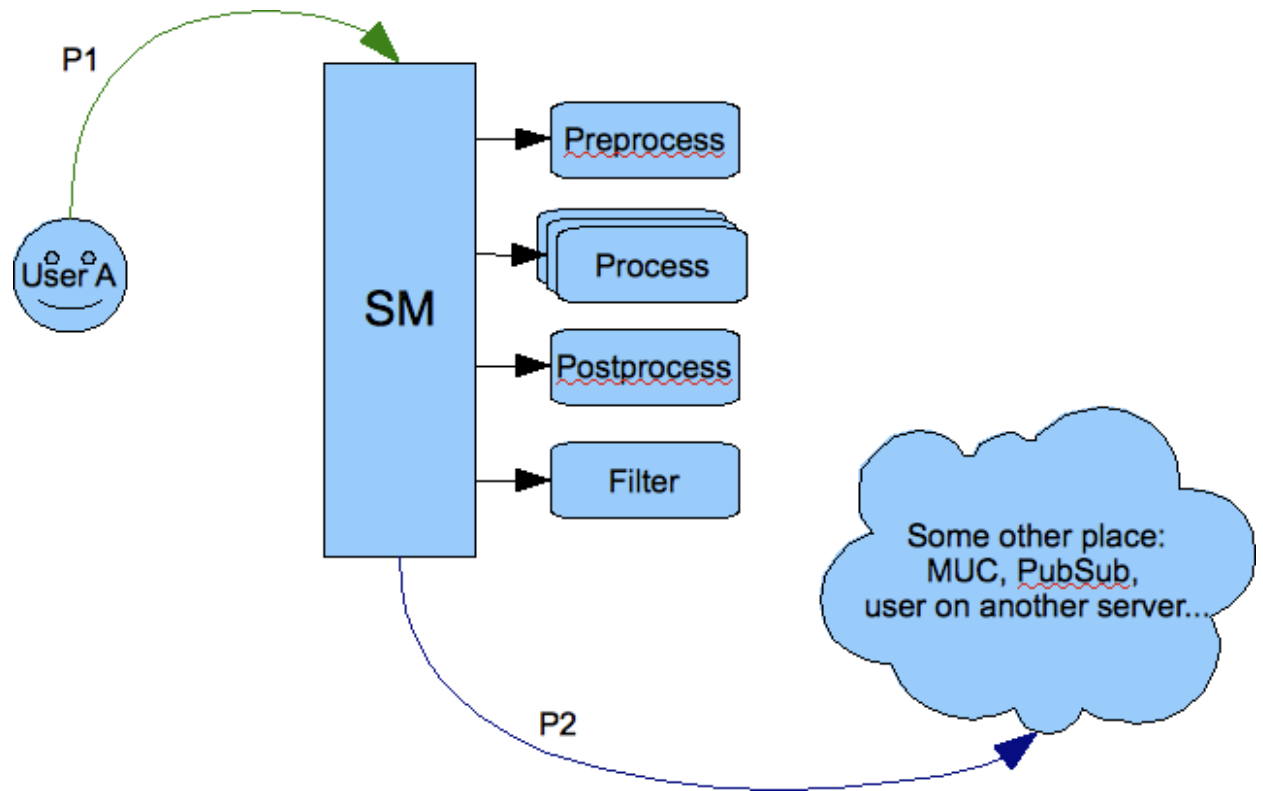 P1
Preprocess
User A
Process
SM
Postprocess
Filter
Some other place:
MUC, PubSub,
user on another server...
P2